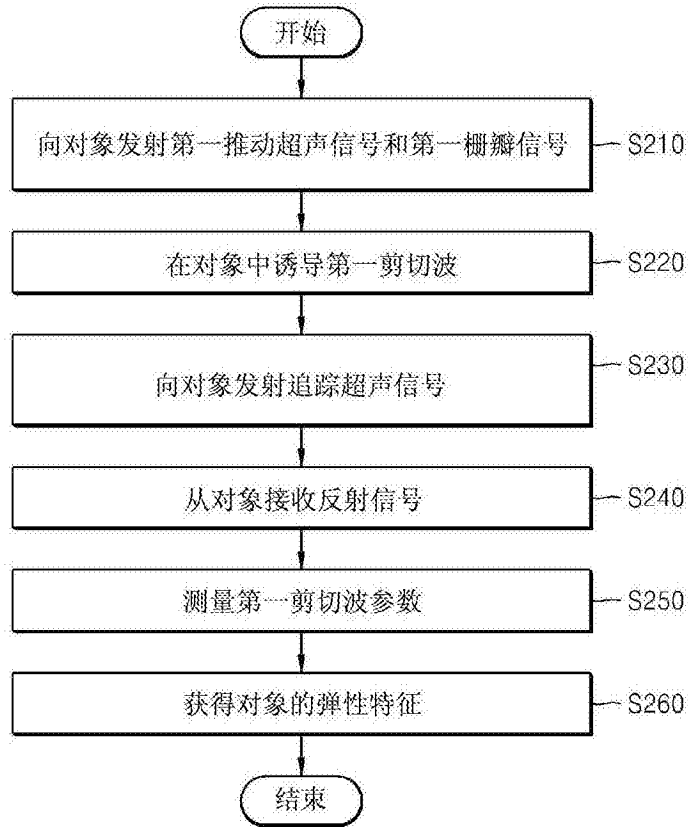 开始
向对象发射第一推动超声信号和第一栅瓣信号
S210
在对象中诱导第一剪切波
S220
向对象发射追踪超声信号
S230
从对象接收反射信号
S240
测量第一剪切波参数
S250
获得对象的弹性特征
S260
结束